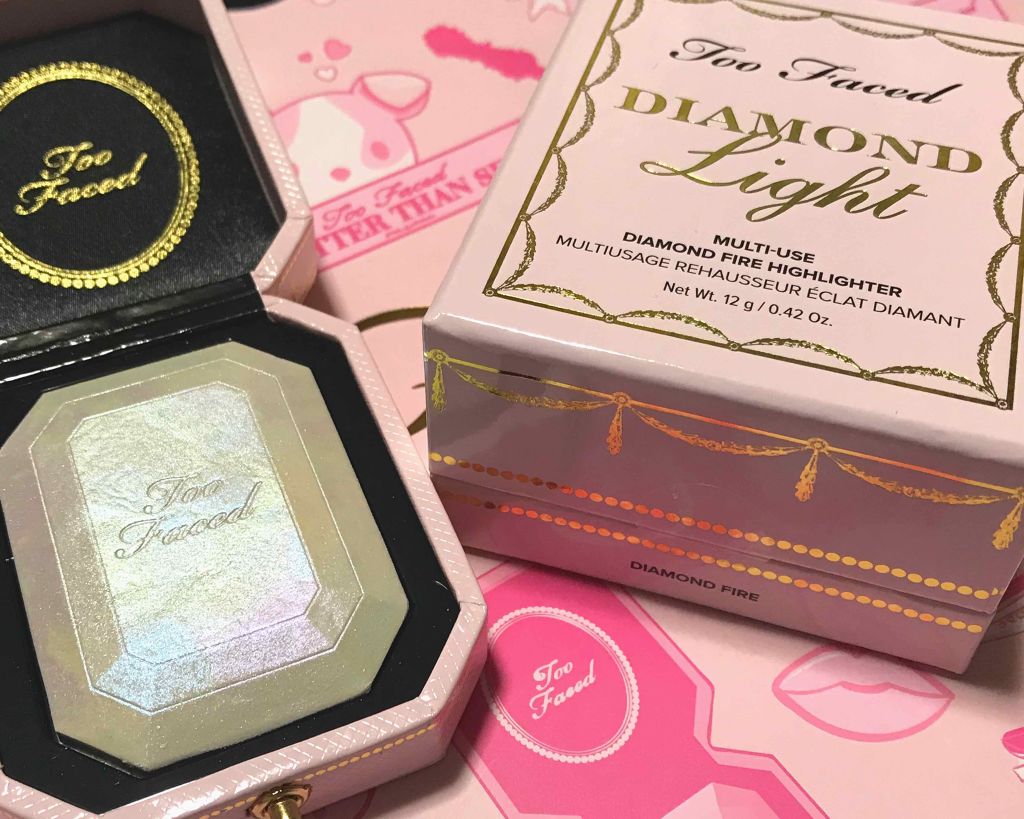 Too
Faced
Too
Faced
Too Faced
DIAMOND
Light
MULTI-USE
DIAMOND FIRE HIGHLIGHTER
MULTIUSAGE REHAUSSEUR ÉCLAT DIAMANT
Net Wt. 12 g / 0.42 Oz.
DIAMOND FIRE
Too Faced
THAN
Too
Faced